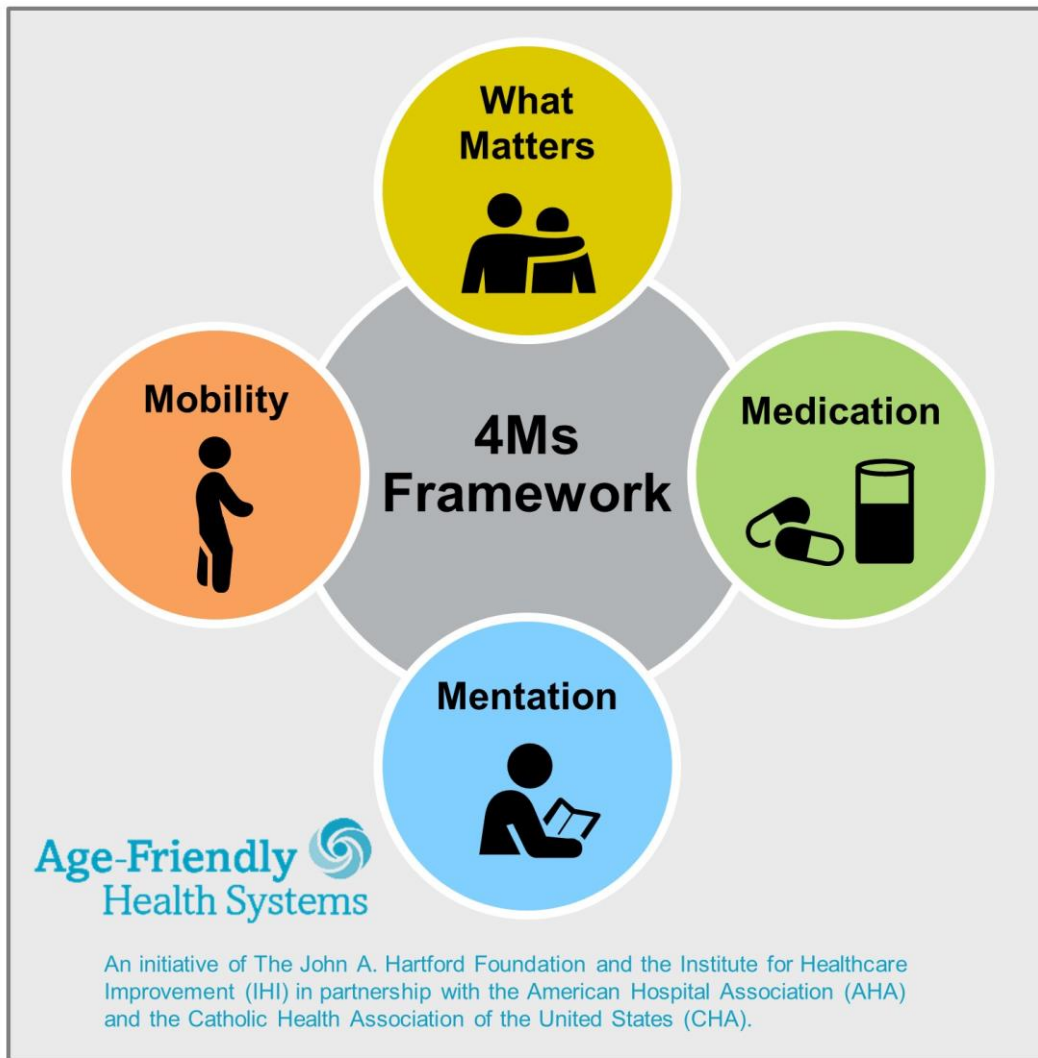 What
Matters
Mobility
4Ms
Framework
Medication
Mentation
Age-Friendly
Health Systems
An initiative of The John A. Hartford Foundation and the Institute for Healthcare
Improvement (IHI) in partnership with the American Hospital Association (AHA)
and the Catholic Health Association of the United States (CHA).